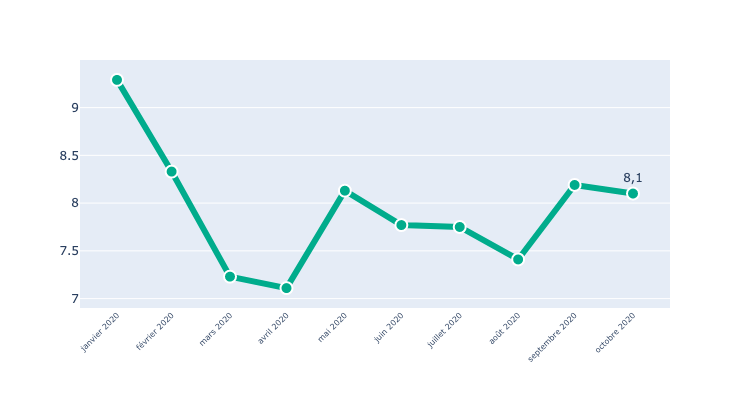 9
8.5
8
7.5
7
8,1
janvier 2020
février 2020
mars 2020
avril 2020
mai 2020
juin 2020
juillet 2020
août 2020
septembre 2020
octobre 2020